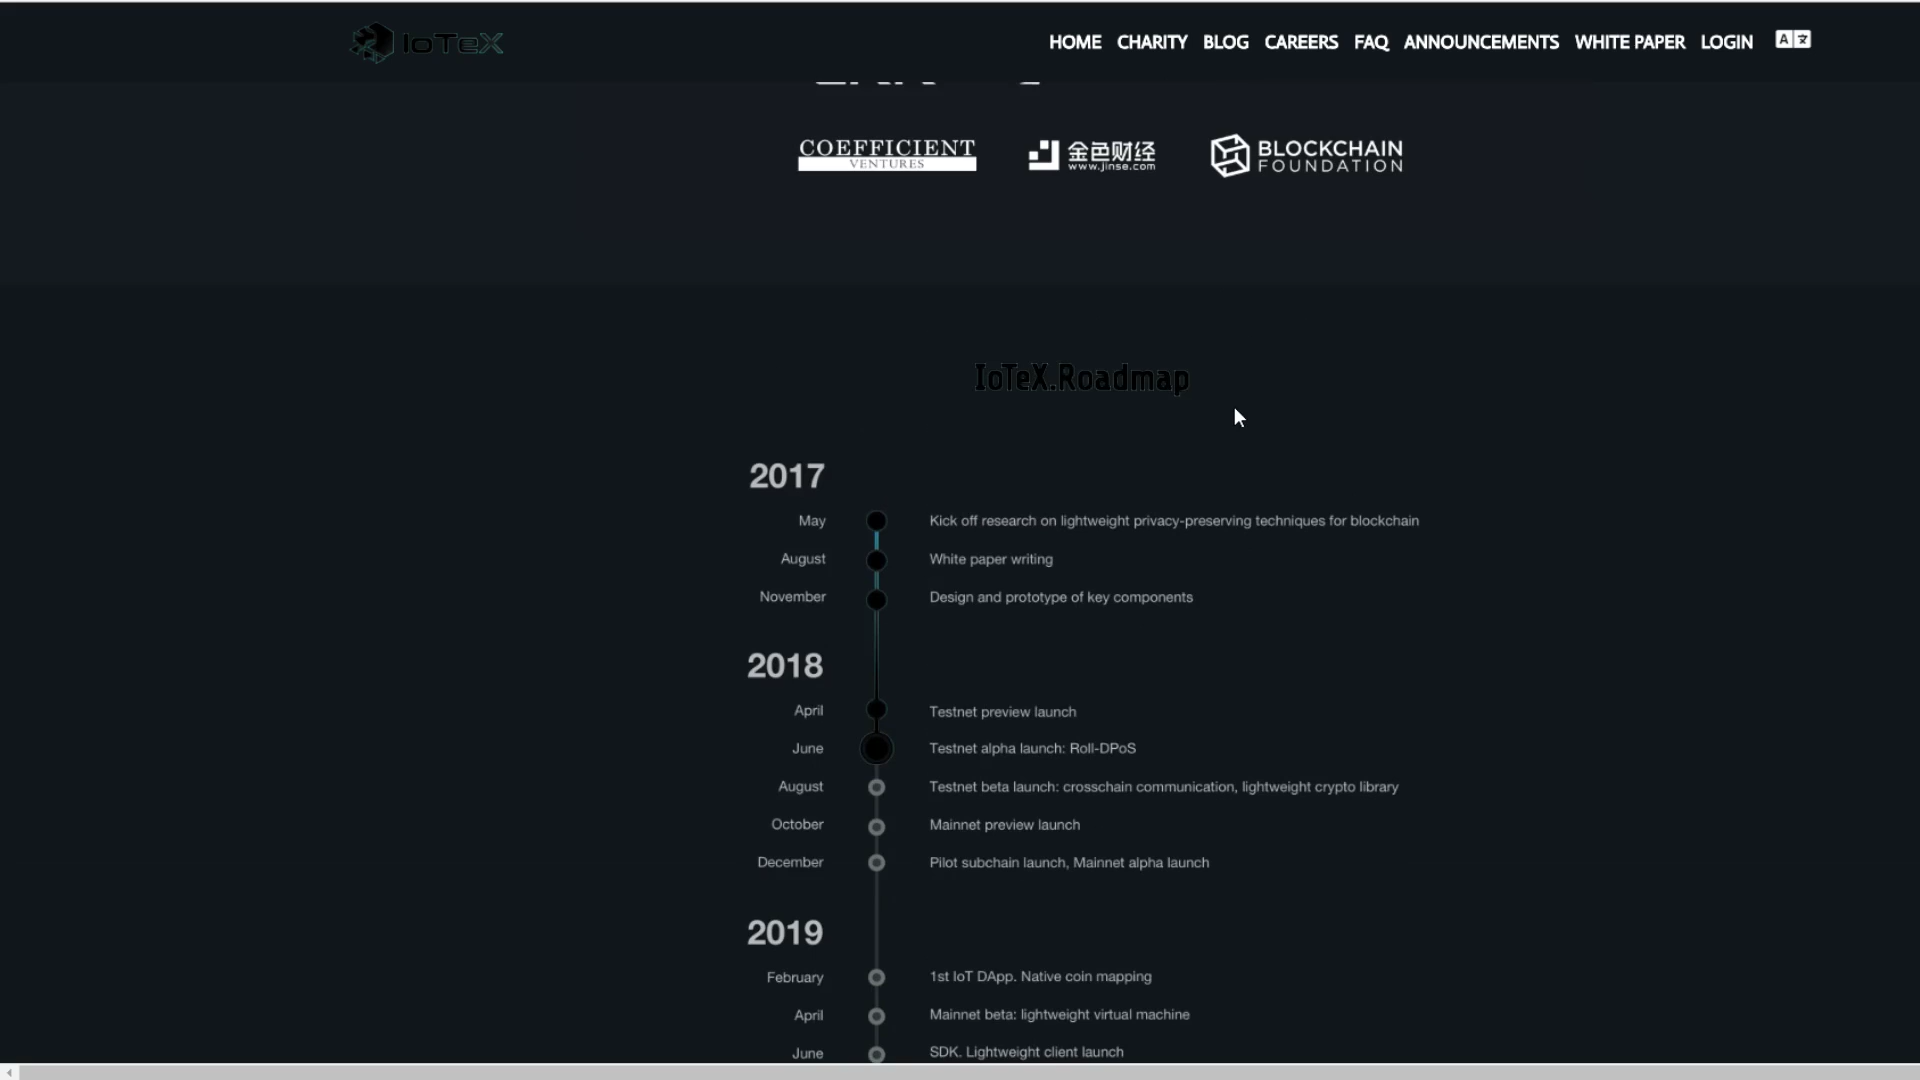 IoTeX
HOME CHARITY BLOG CAREERS FAQ ANNOUNCEMENTS WHITE PAPER LOGIN A文
COEFFICIENT
VENTURES
金色财经
www.jinse.com
BLOCKCHAIN
FOUNDATION
IoTeX.Roadmap
2017
May Kick off research on lightweight privacy-preserving techniques for blockchain
August White paper writing
November Design and prototype of key components
2018
April Testnet preview launch
June Testnet alpha launch: Roll-DPoS
August Testnet beta launch: crosschain communication, lightweight crypto library
October Mainnet preview launch
December Pilot subchain launch, Mainnet alpha launch
2019
February 1st IoT DApp. Native coin mapping
April Mainnet beta: lightweight virtual machine
June SDK. Lightweight client launch